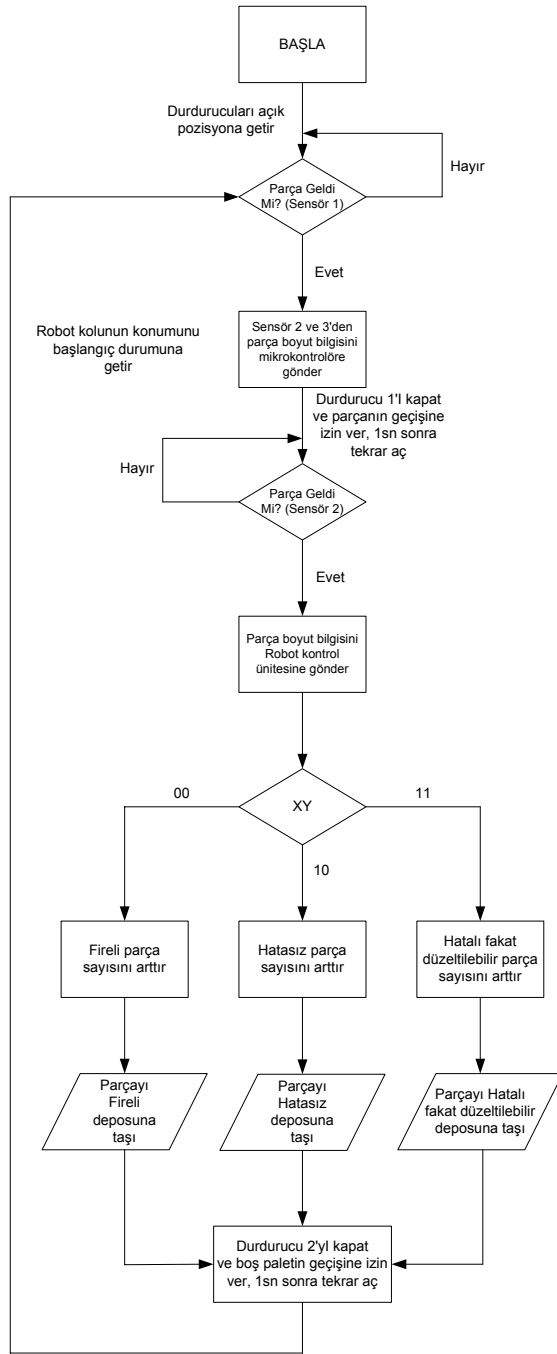 BAŞLA
Durdurucuları açık
pozisyona getir
Hayır
Parça Geldi
Mi? (Sensör 1)
Evet
Robot kolunun konumunu
başlangıç durumuna
getir
Sensör 2 ve 3'den
parça boyut bilgisini
mikrokontrolöre
gönder
Durdurucu 1'I kapat
ve parçanın geçişine
izin ver, 1sn sonra
tekrar aç
Hayır
Parça Geldi
Mi? (Sensör 2)
Evet
Parça boyut bilgisini
Robot kontrol
ünitesine gönder
00
XY
11
10
Fireli parça
sayısını arttır
Hatasız parça
sayısını arttır
Hatalı fakat
düzeltilebilir parça
sayısını arttır
Parçayı
Fireli
deposuna
taşı
Parçayı
Hatasız
deposuna
taşı
Parçayı Hatalı
fakat düzeltilebilir
deposuna taşı
Durdurucu 2'yI kapat
ve boş paletin geçişine izin
ver, 1sn sonra tekrar aç